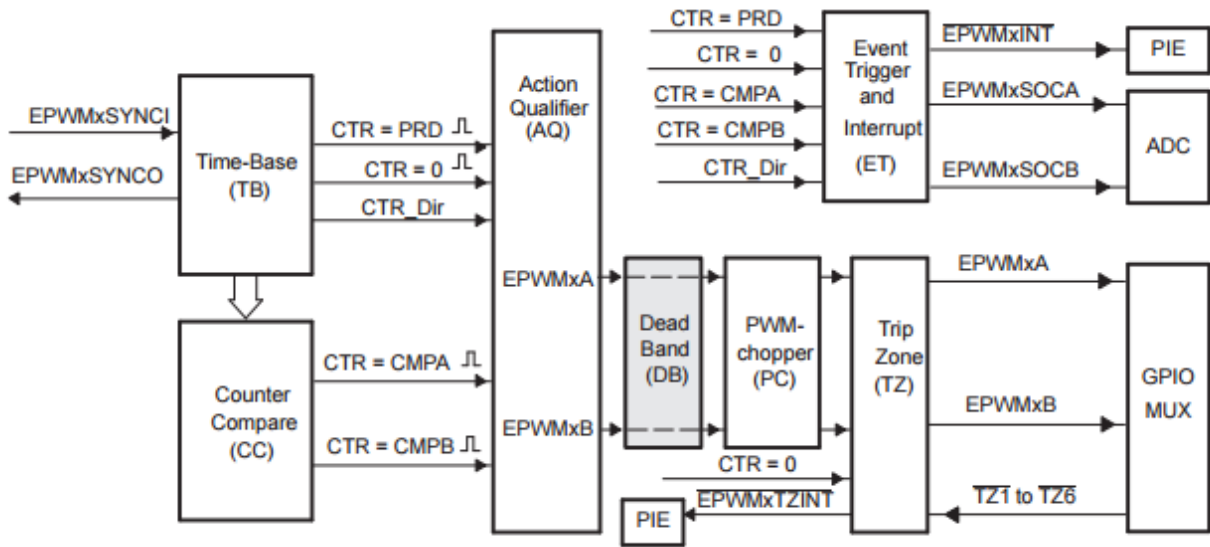 EPWMxSYNCI
EPWMxSYNCO
Time-Base
(TB)
CTR = PRD
CTR = 0
CTR_Dir
Counter
Compare
(CC)
CTR = CMPA
CTR = CMPB
Action
Qualifier
(AQ)
EPWMxA
EPWMxB
CTR = PRD
CTR = 0
CTR = CMPA
CTR = CMPB
CTR_Dir
Event
Trigger
and
Interrupt
(ET)
EPWMxINT
EPWMxSOCA
EPWMxSOCB
PIE
ADC
Dead
Band
(DB)
PWM-
chopper
(PC)
Trip
Zone
(TZ)
CTR = 0
EPWMxTZINT
PIE
EPWMxA
EPWMxB
TZ1 to TZ6
GPIO
MUX